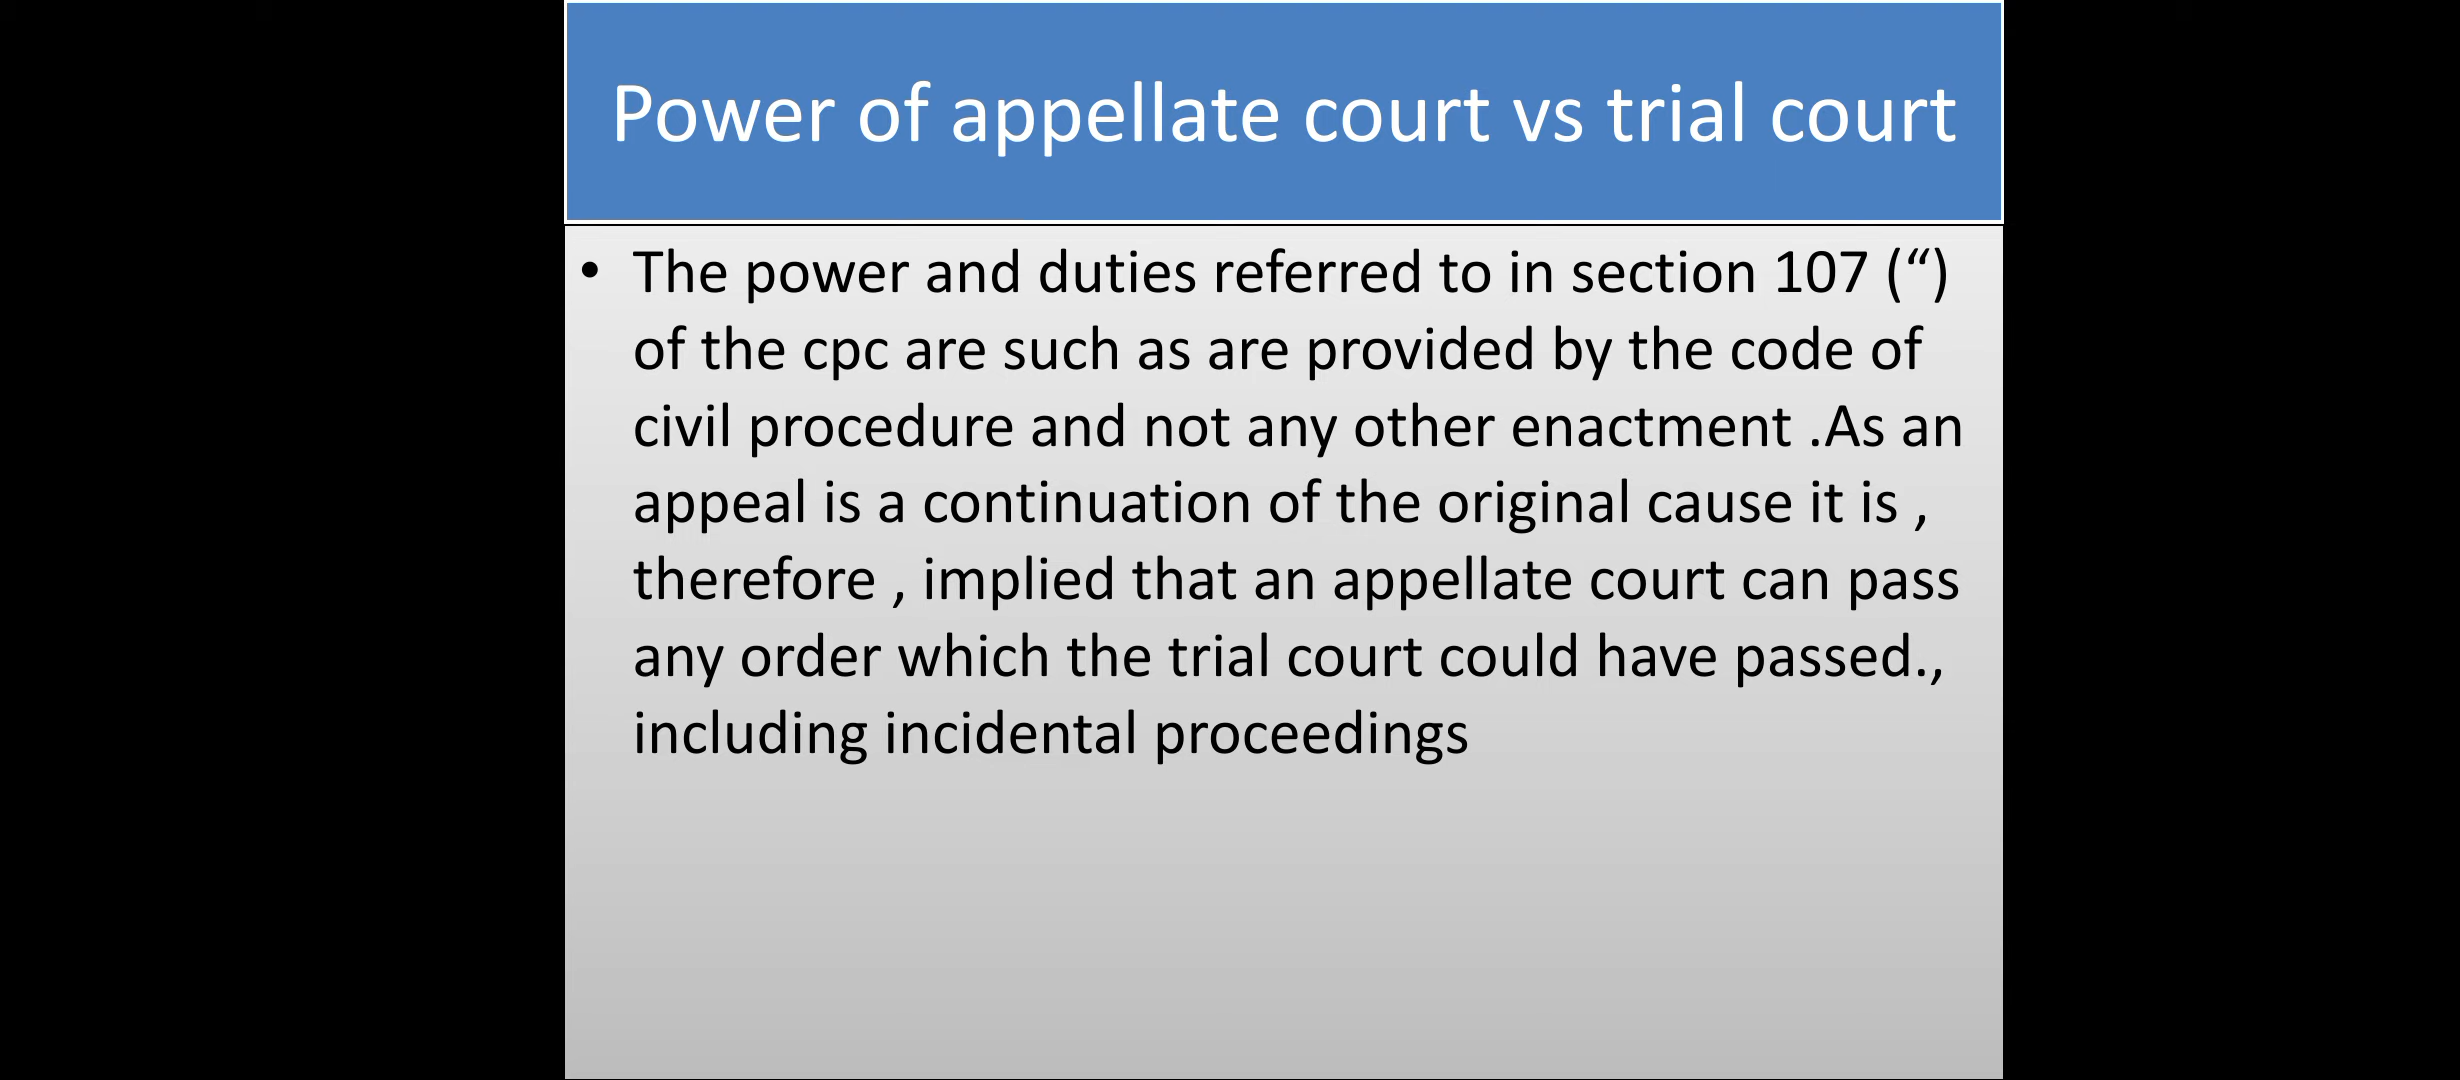 Power of appellate court vs trial court
• The power and duties referred to in section 107 (“)
of the cpc are such as are provided by the code of
civil procedure and not any other enactment .As an
appeal is a continuation of the original cause it is ,
therefore , implied that an appellate court can pass
any order which the trial court could have passed.,
including incidental proceedings